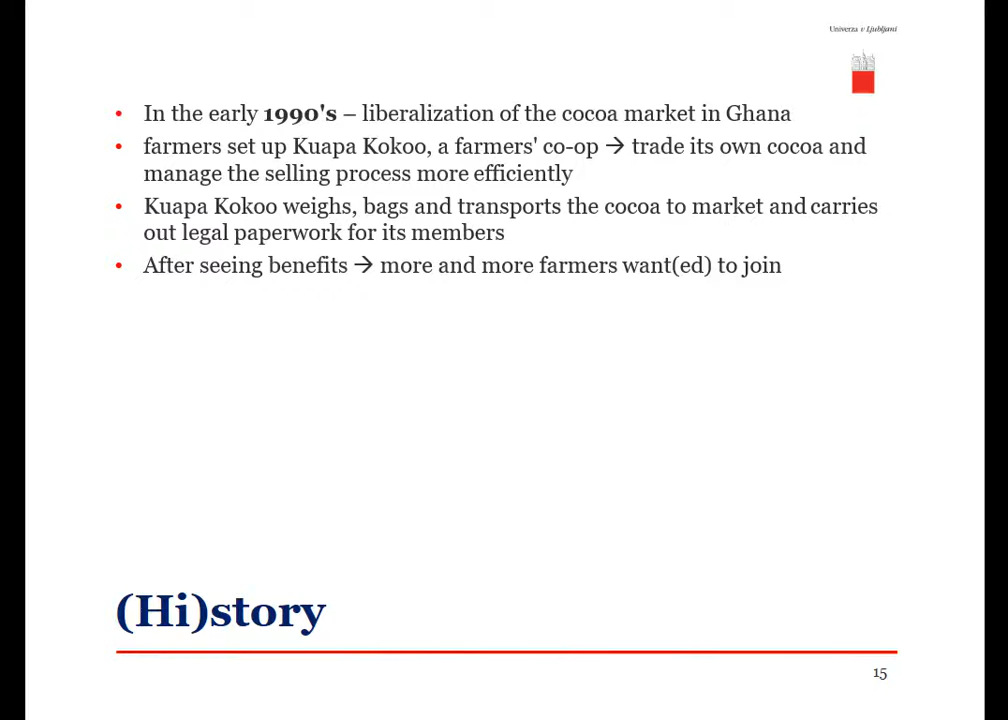 Univerza v Ljubljani
• In the early 1990's – liberalization of the cocoa market in Ghana
• farmers set up Kuapa Kokoo, a farmers' co-op → trade its own cocoa and
manage the selling process more efficiently
• Kuapa Kokoo weighs, bags and transports the cocoa to market and carries
out legal paperwork for its members
• After seeing benefits → more and more farmers want(ed) to join
(Hi)story
15